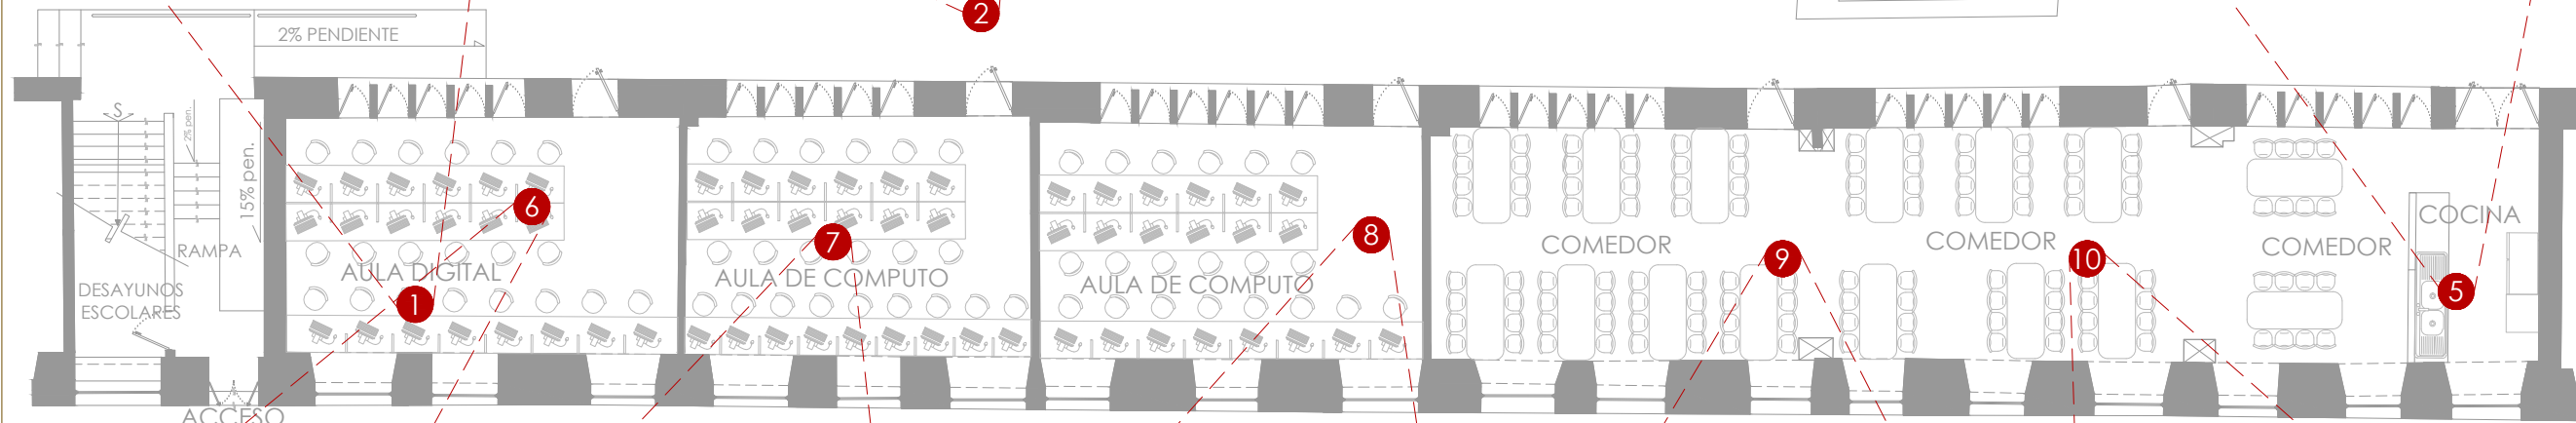 2
2% PENDIENTE
S
2% pen.
15% pen.
RAMPA
DESAYUNOS
ESCOLARES
ACCESO
AULA DIGITAL
6
1
7
AULA DE COMPUTO
8
AULA DE COMPUTO
COMEDOR
9
COMEDOR
10
COMEDOR
COCINA
5